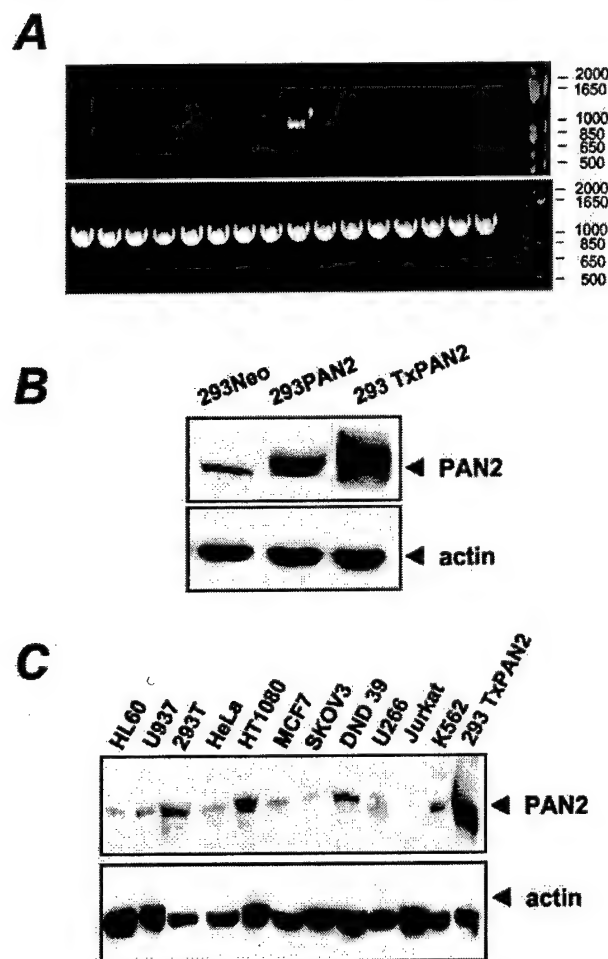 A
2000
1650
1000
850
650
500
2000
1650
1000
850
650
500
B
293Neo 293PAN2 293 TxPAN2
PAN2
actin
C
HL60 U937 293T HeLa HT1080 MCF7 SKOV3 DND 39 U266 Jurkat K562 293 TxPAN2
PAN2
actin